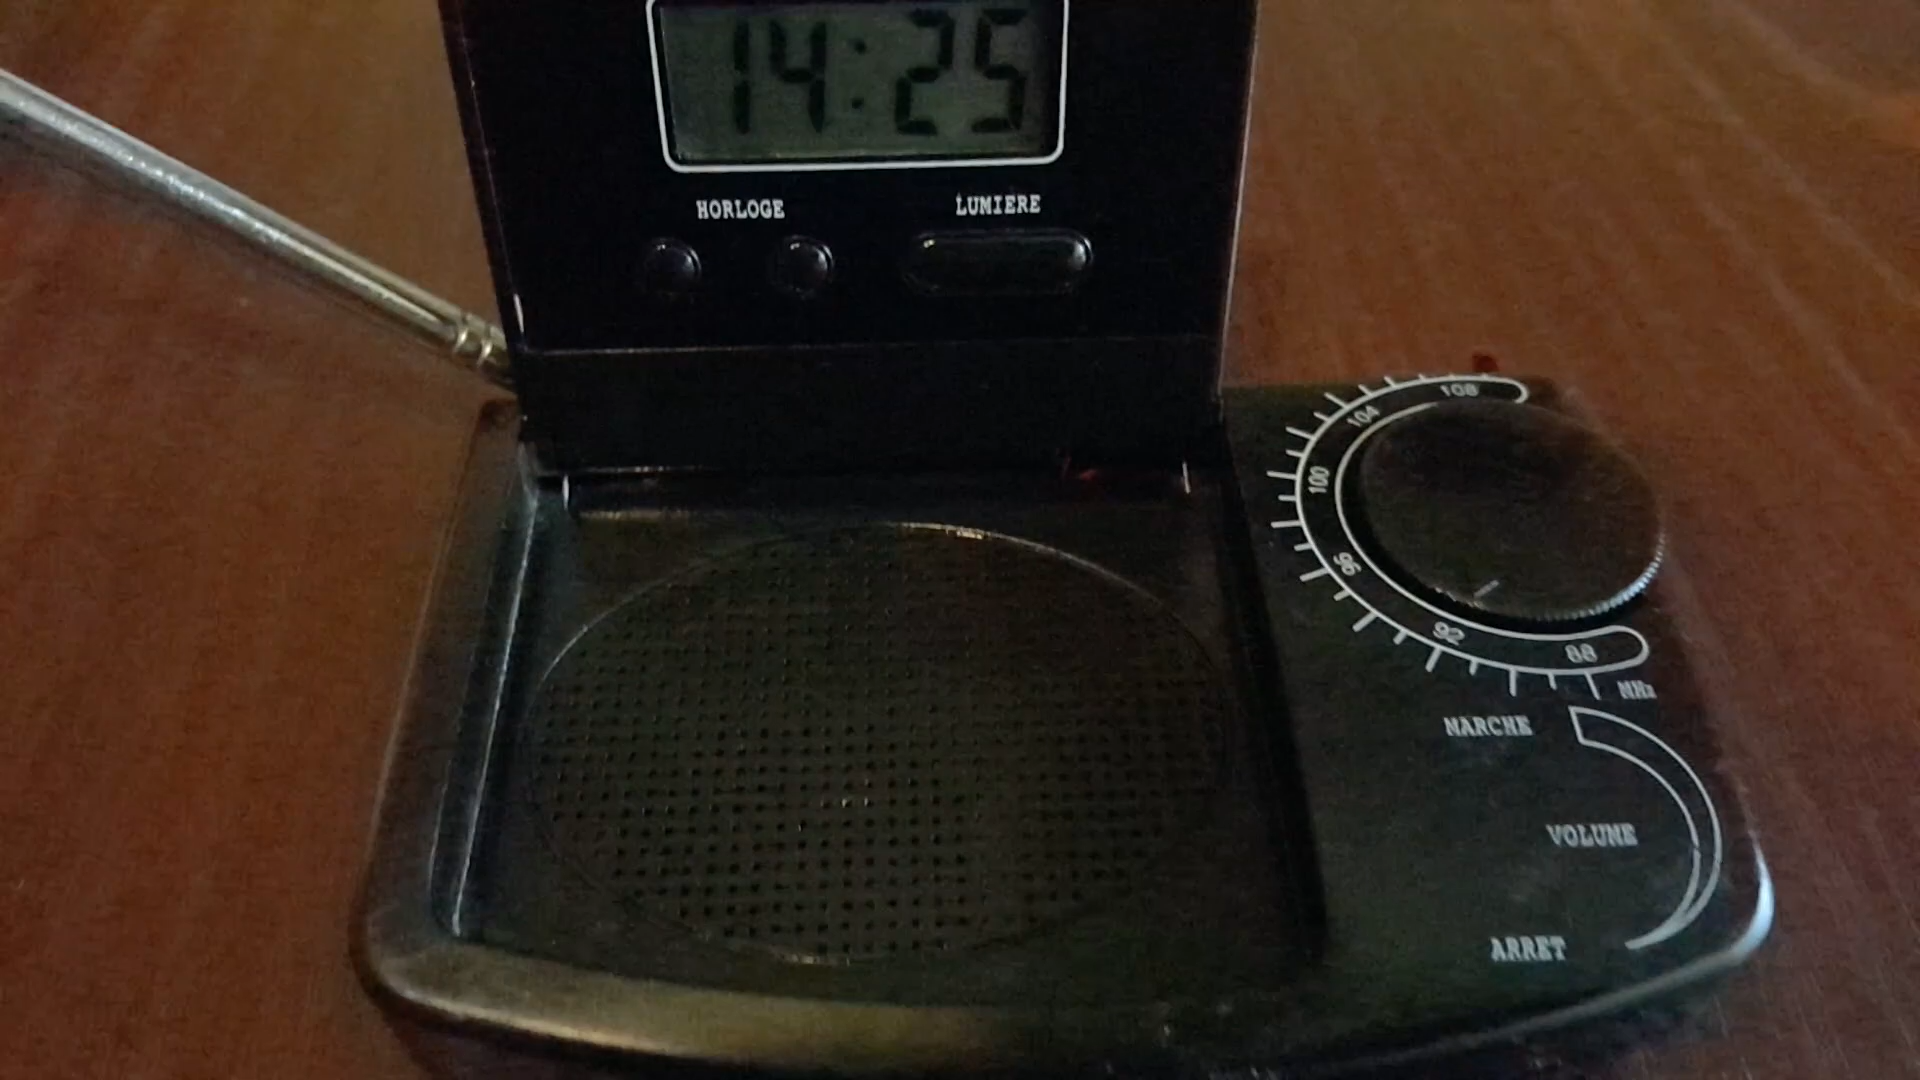 14:25
HORLOGE
LUMIERE
108
104
100
96
92
88
MHz
MARCHE
VOLUME
ARRET